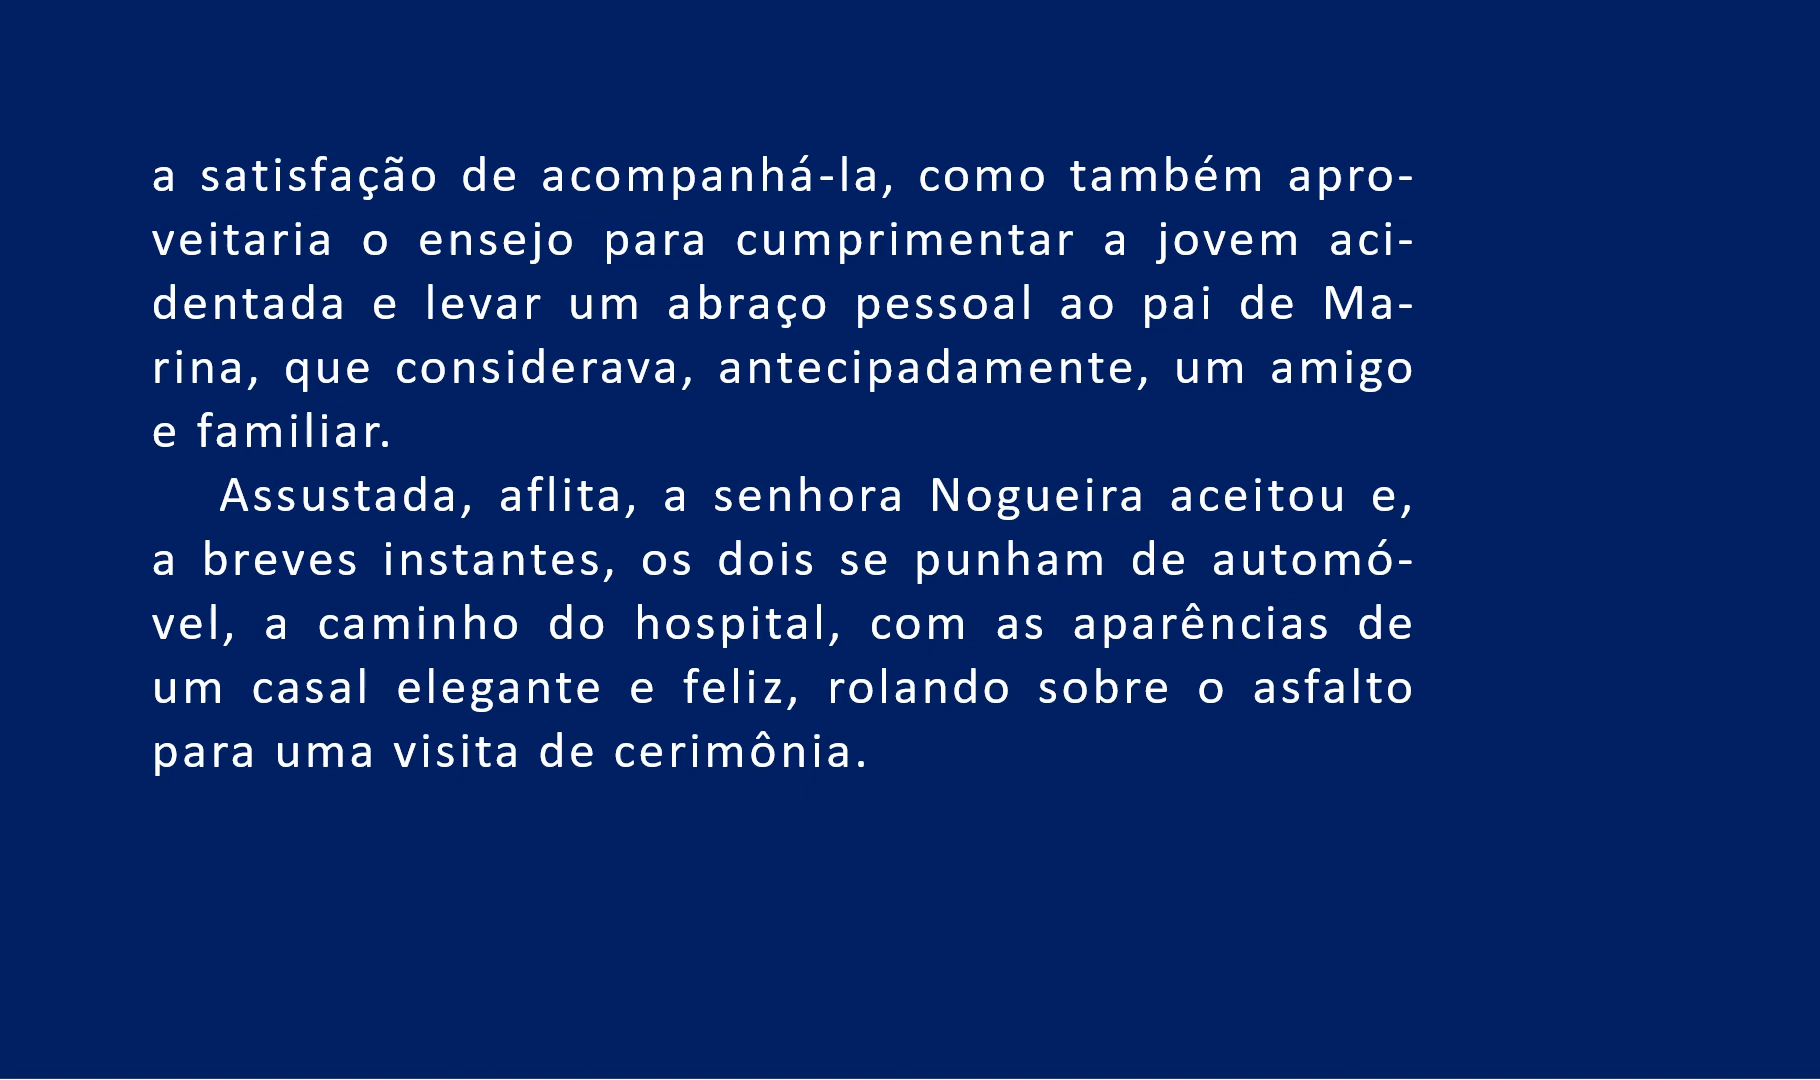 a satisfação de acompanhá-la, como também apro-
veitaria o ensejo para cumprimentar a jovem aci-
dentada e levar um abraço pessoal ao pai de Ma-
rina, que considerava, antecipadamente, um amigo
e familiar.
Assustada, aflita, a senhora Nogueira aceitou e,
a breves instantes, os dois se punham de automó-
vel, a caminho do hospital, com as aparências de
um casal elegante e feliz, rolando sobre o asfalto
para uma visita de cerimônia.